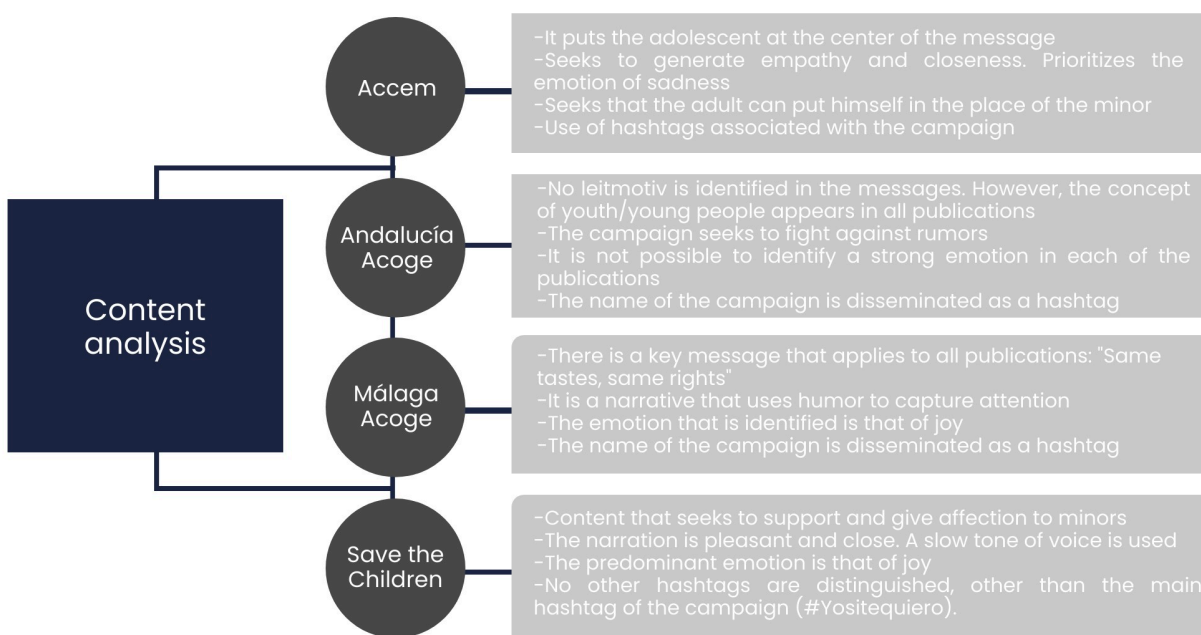 Content
analysis
Accem
-It puts the adolescent at the center of the message
-Seeks to generate empathy and closeness. Prioritizes the
emotion of sadness
-Seeks that the adult can put himself in the place of the minor
-Use of hashtags associated with the campaign
Andalucía
Acoge
-No leitmotiv is identified in the messages. However, the concept
of youth/young people appears in all publications
-The campaign seeks to fight against rumors
-It is not possible to identify a strong emotion in each of the
publications
-The name of the campaign is disseminated as a hashtag
Málaga
Acoge
-There is a key message that applies to all publications: "Same
tastes, same rights"
-It is a narrative that uses humor to capture attention
-The emotion that is identified is that of joy
-The name of the campaign is disseminated as a hashtag
Save the
Children
-Content that seeks to support and give affection to minors
-The narration is pleasant and close. A slow tone of voice is used
-The predominant emotion is that of joy
-No other hashtags are distinguished, other than the main
hashtag of the campaign (#Yositequiero).